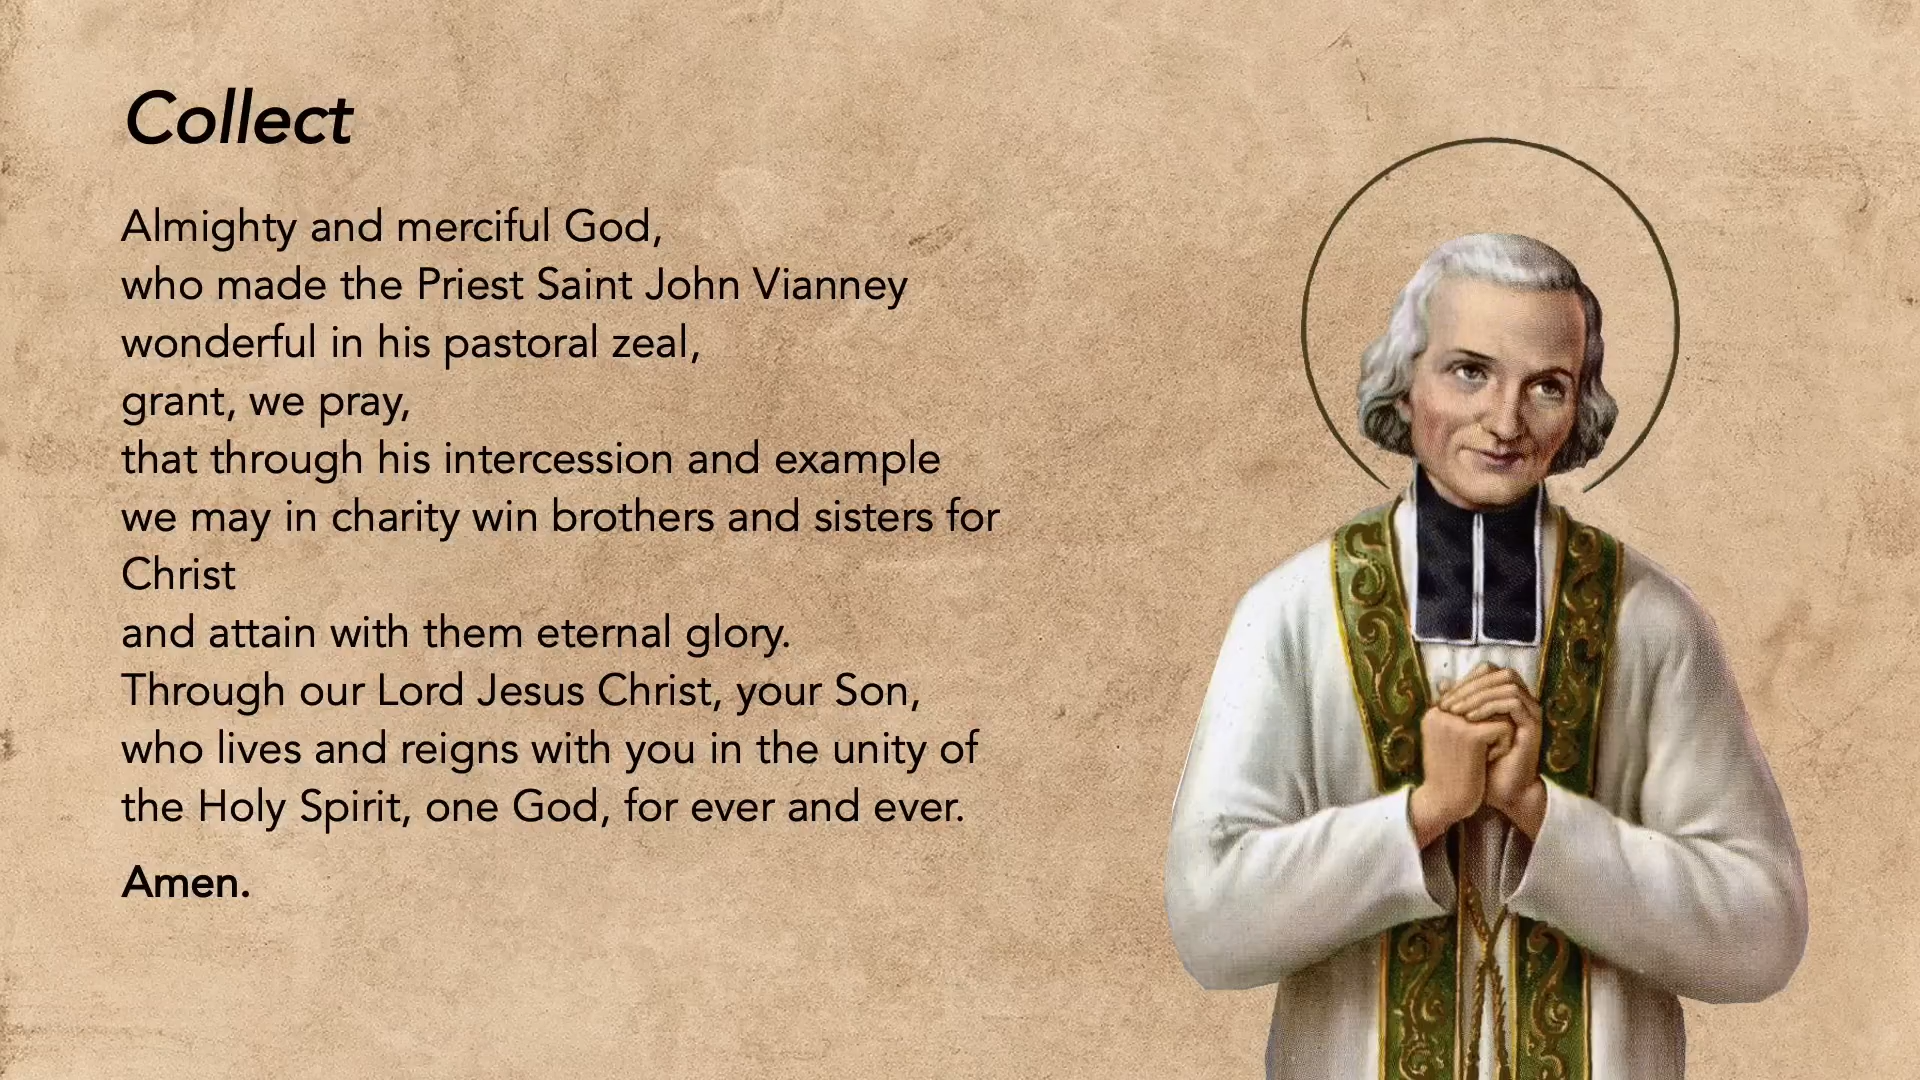 Collect
Almighty and merciful God,
who made the Priest Saint John Vianney
wonderful in his pastoral zeal,
grant, we pray,
that through his intercession and example
we may in charity win brothers and sisters for
Christ
and attain with them eternal glory.
Through our Lord Jesus Christ, your Son,
who lives and reigns with you in the unity of
the Holy Spirit, one God, for ever and ever.
Amen.